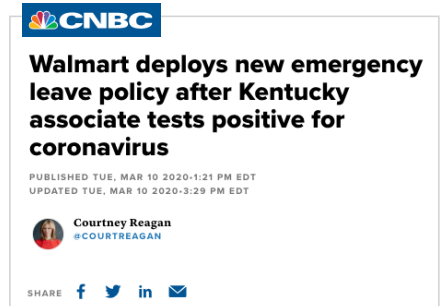 CNBC
Walmart deploys new emergency
leave policy after Kentucky
associate tests positive for
coronavirus
PUBLISHED TUE, MAR 10 2020•1:21 PM EDT
UPDATED TUE, MAR 10 2020•3:29 PM EDT
Courtney Reagan
@COURTREAGAN
SHARE